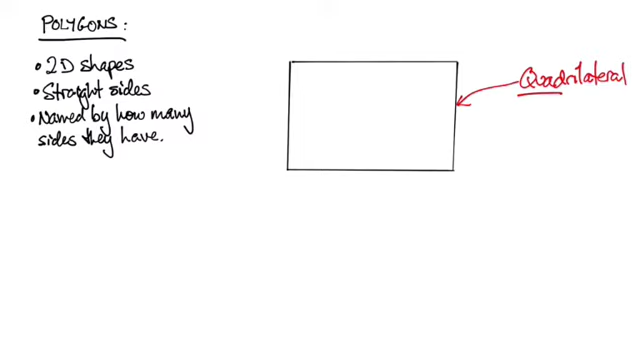 POLYGONS:
• 2D shapes
• Straight sides
• Named by how many
sides they have.
Quadrilateral